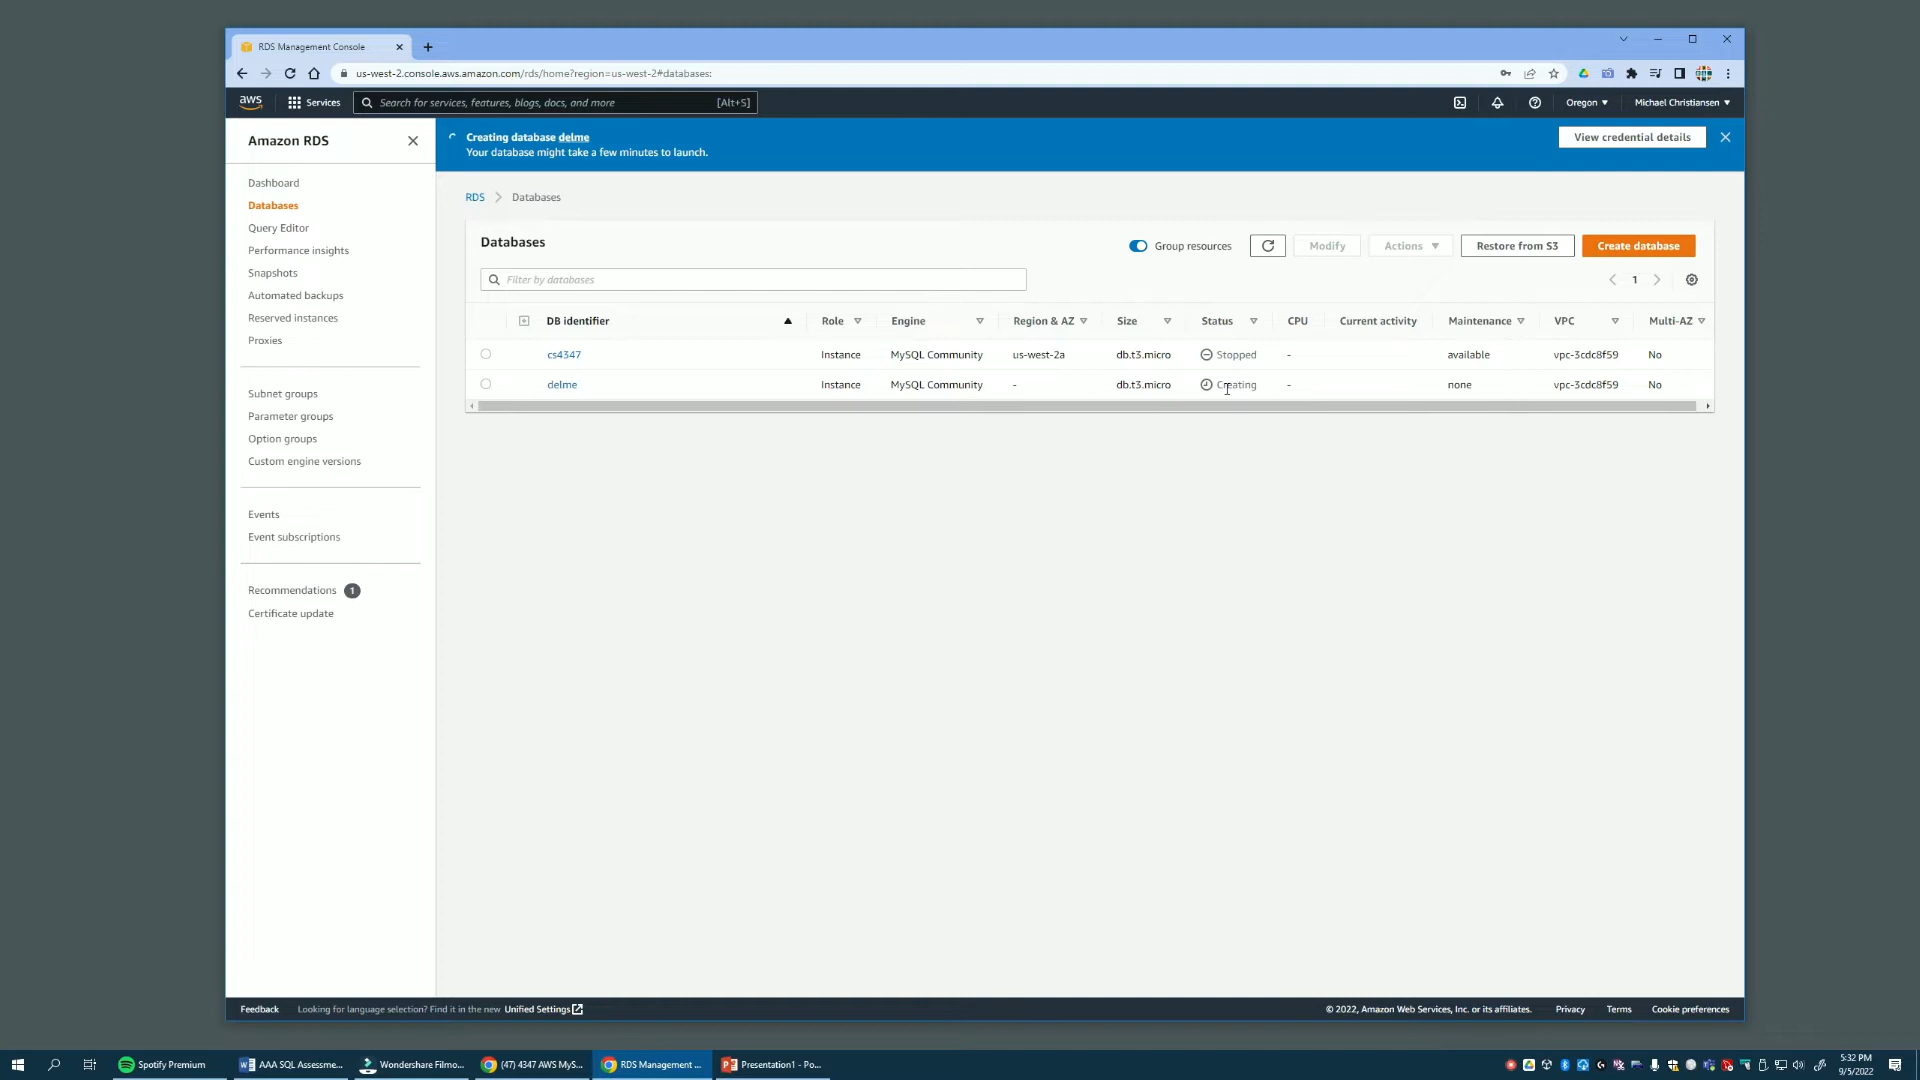 RDS Management Console
us-west-2.console.aws.amazon.com/rds/home?region=us-west-2#databases:
aws
Services
Search for services, features, blogs, docs, and more
[Alt+S]
Oregon
Michael Christiansen
Amazon RDS
Dashboard
Databases
Query Editor
Performance insights
Snapshots
Automated backups
Reserved instances
Proxies
Subnet groups
Parameter groups
Option groups
Custom engine versions
Events
Event subscriptions
Recommendations 1
Certificate update
Creating database delme
Your database might take a few minutes to launch.
View credential details
RDS > Databases
Databases
Group resources
Modify
Actions
Restore from S3
Create database
Filter by databases
1
DB identifier Role Engine Region & AZ Size Status CPU Current activity Maintenance VPC Multi-AZ
cs4347 Instance MySQL Community us-west-2a db.t3.micro Stopped - available vpc-3cdc8f59 No
delme Instance MySQL Community - db.t3.micro Creating - none vpc-3cdc8f59 No
Feedback
Looking for language selection? Find it in the new Unified Settings
© 2022, Amazon Web Services, Inc. or its affiliates.
Privacy
Terms
Cookie preferences
Spotify Premium
AAA SQL Assessme...
Wondershare Filmo...
(47) 4347 AWS MyS...
RDS Management ...
Presentation1 - Po...
5:32 PM
9/5/2022